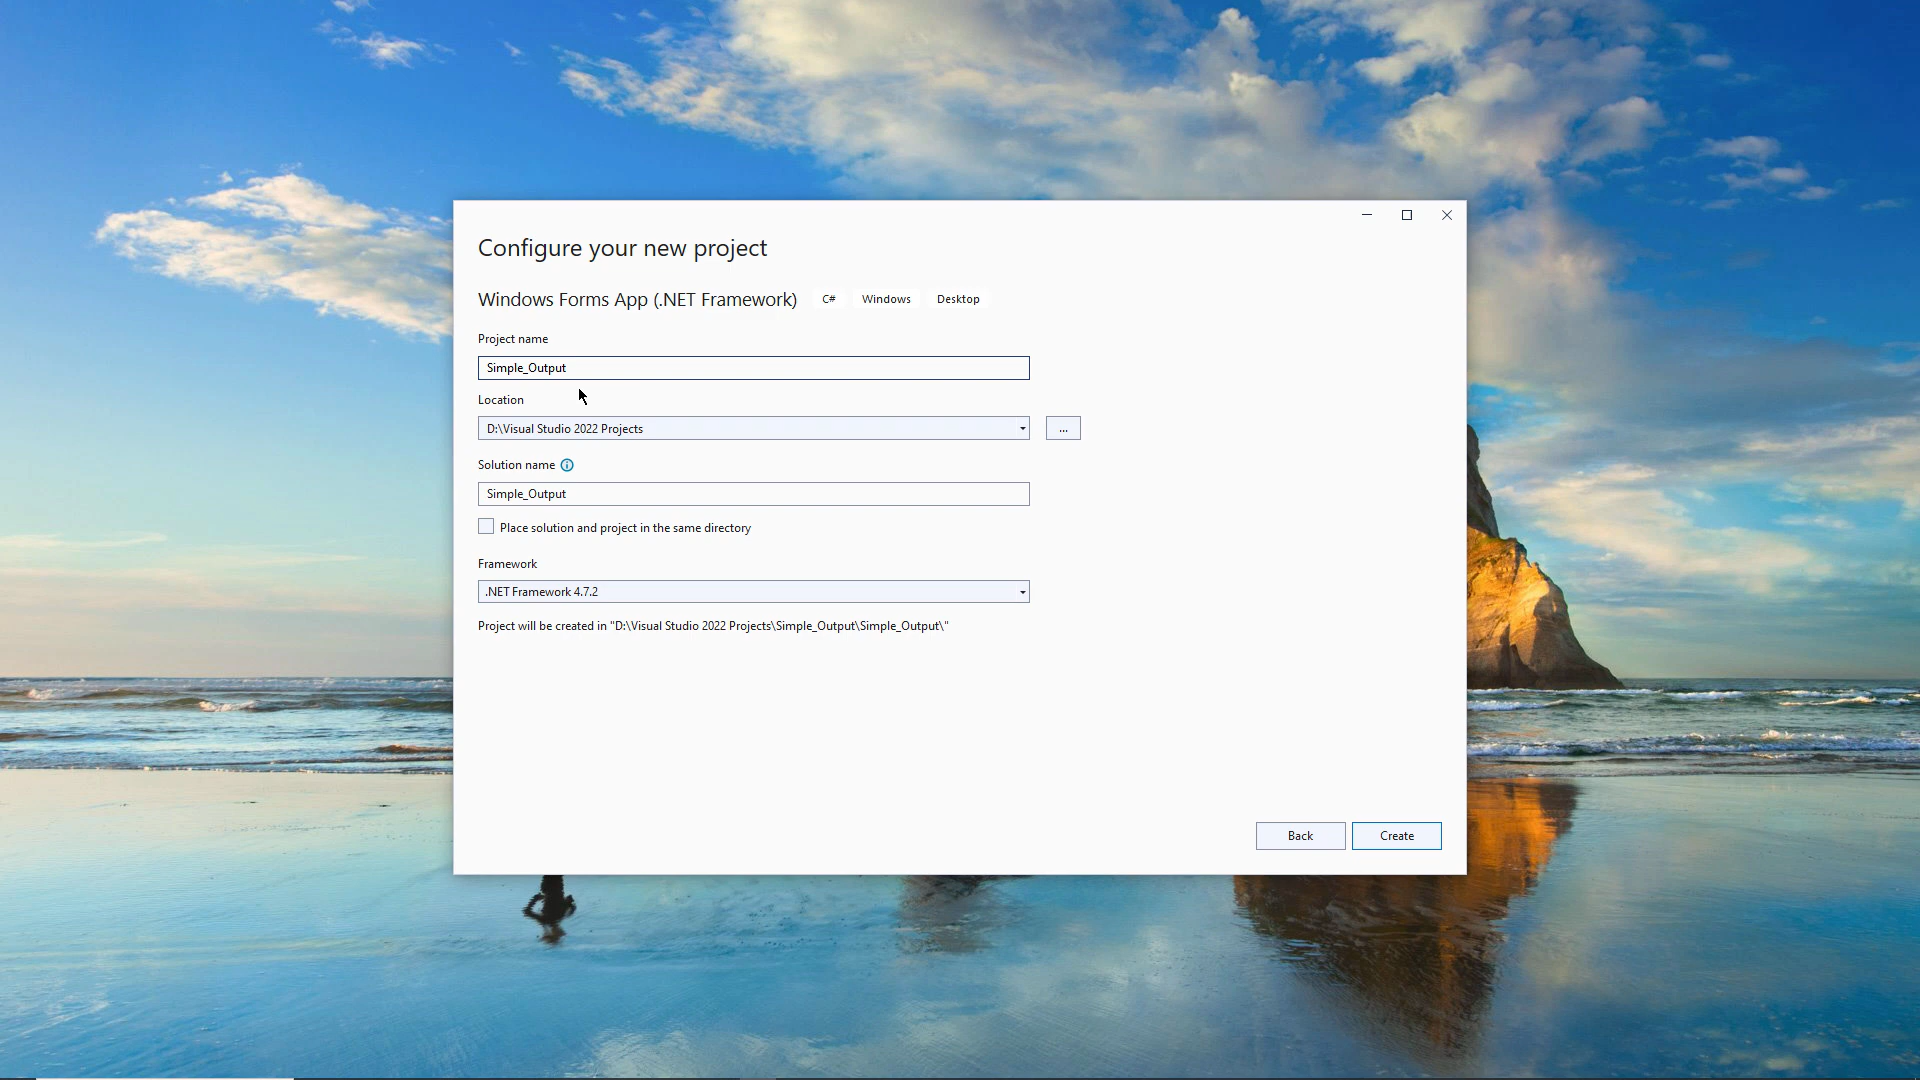 Configure your new project
Windows Forms App (.NET Framework) C# Windows Desktop
Project name
Simple_Output
Location
D:\Visual Studio 2022 Projects
...
Solution name
Simple_Output
Place solution and project in the same directory
Framework
.NET Framework 4.7.2
Project will be created in "D:\Visual Studio 2022 Projects\Simple_Output\Simple_Output\"
Back Create